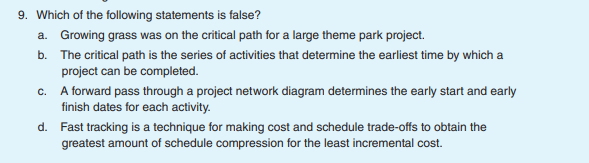 9. Which of the following statements is false?
a. Growing grass was on the critical path for a large theme park project.
b. The critical path is the series of activities that determine the earliest time by which a
project can be completed.
c. A forward pass through a project network diagram determines the early start and early
finish dates for each activity.
d. Fast tracking is a technique for making cost and schedule trade-offs to obtain the
greatest amount of schedule compression for the least incremental cost.